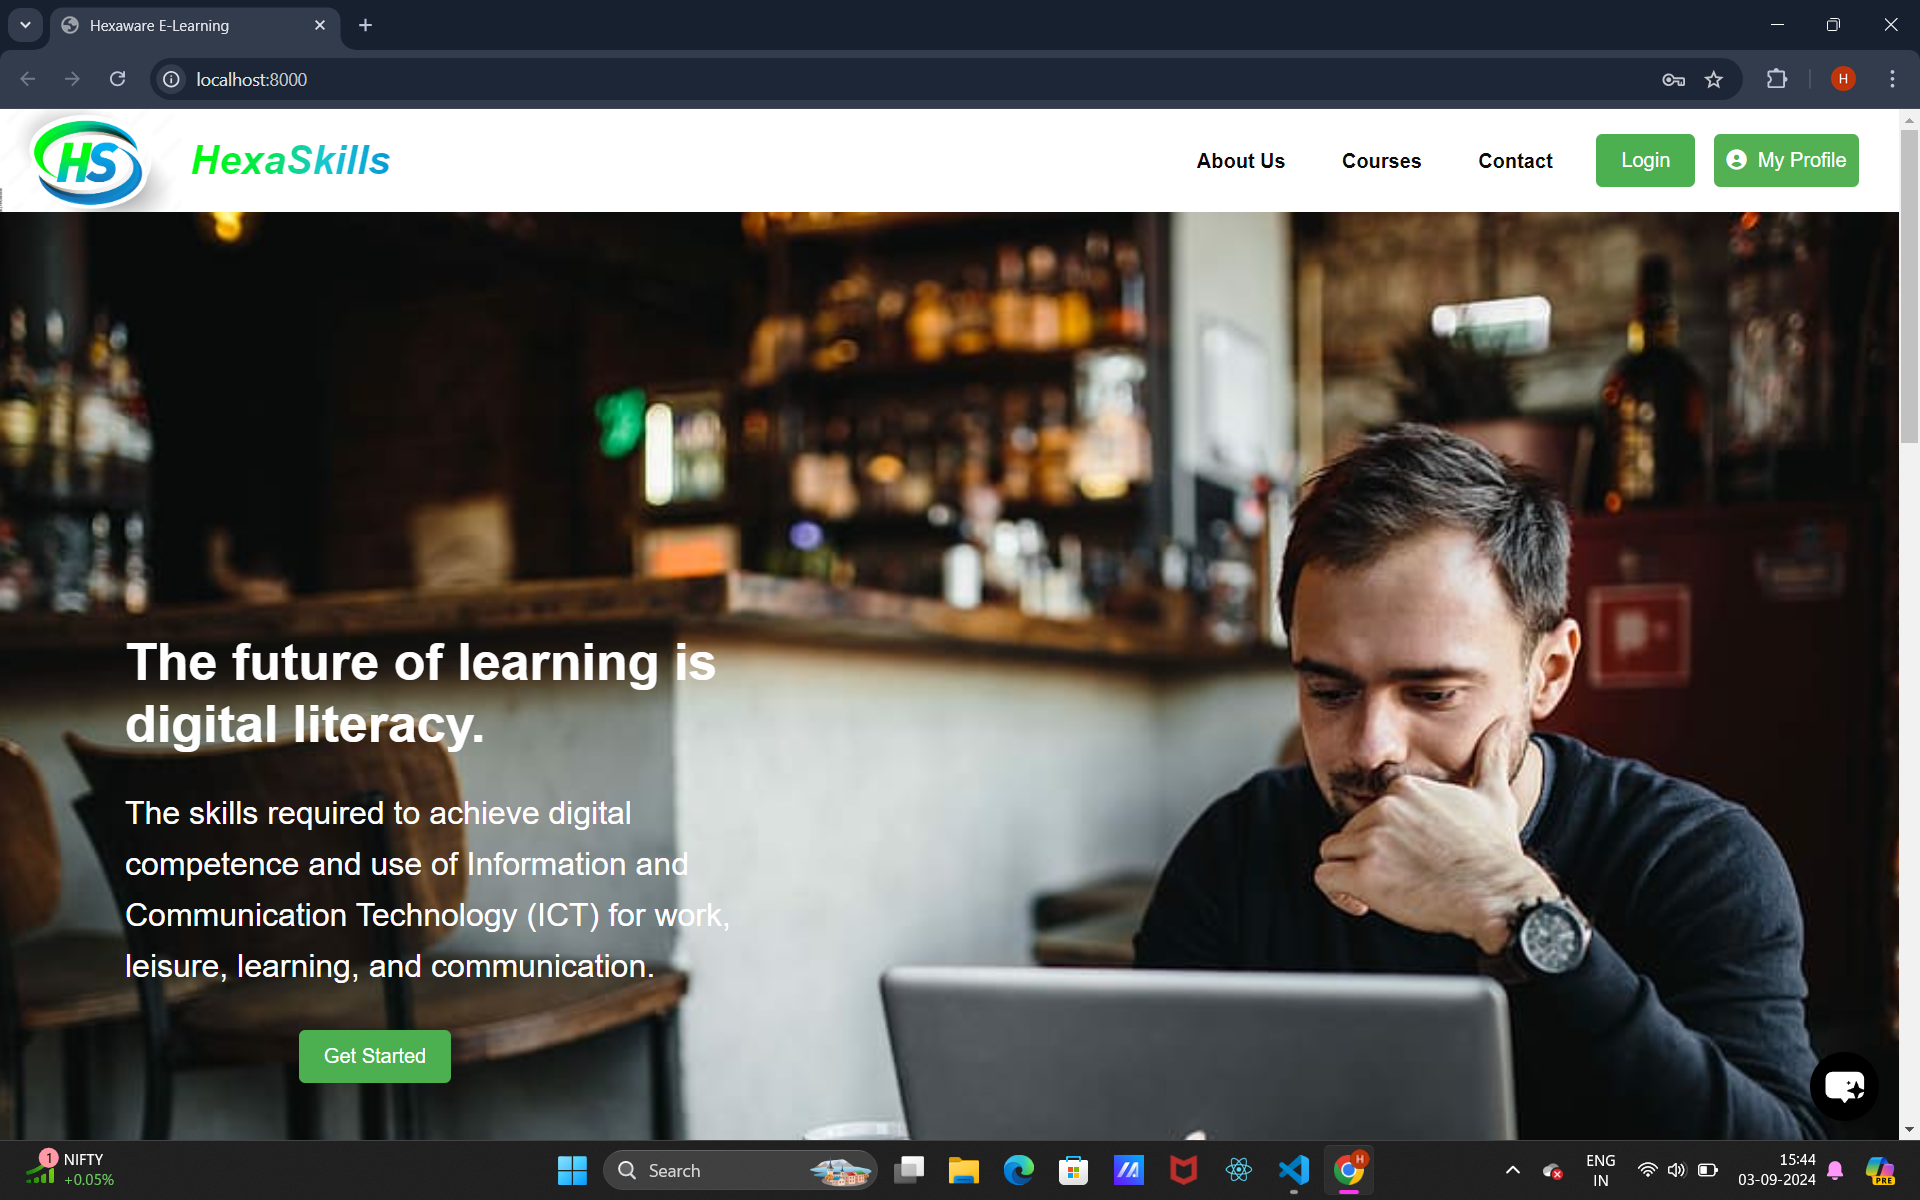 Hexaware E-Learning
localhost:8000
H
HS
HexaSkills
About Us
Courses
Contact
Login
My Profile
The future of learning is
digital literacy.
The skills required to achieve digital
competence and use of Information and
Communication Technology (ICT) for work,
leisure, learning, and communication.
Get Started
1
NIFTY
+0.05%
Search
H
ENG
IN
15:44
03-09-2024
PRE